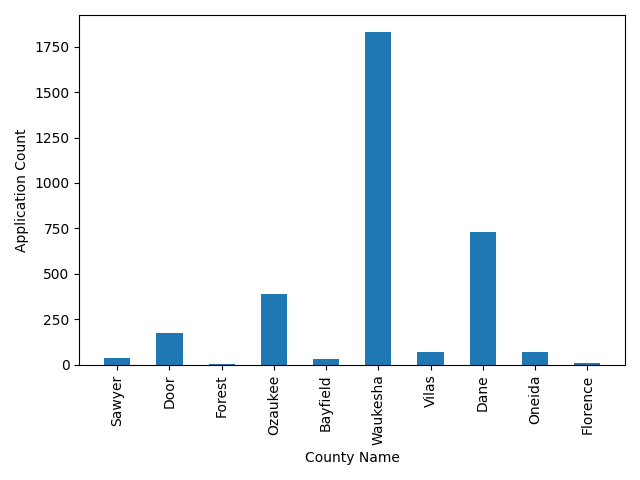 1750
1500
1250
1000
750
500
250
0
Application Count
Sawyer
Door
Forest
Ozaukee
Bayfield
Waukesha
Vilas
Dane
Oneida
Florence
County Name